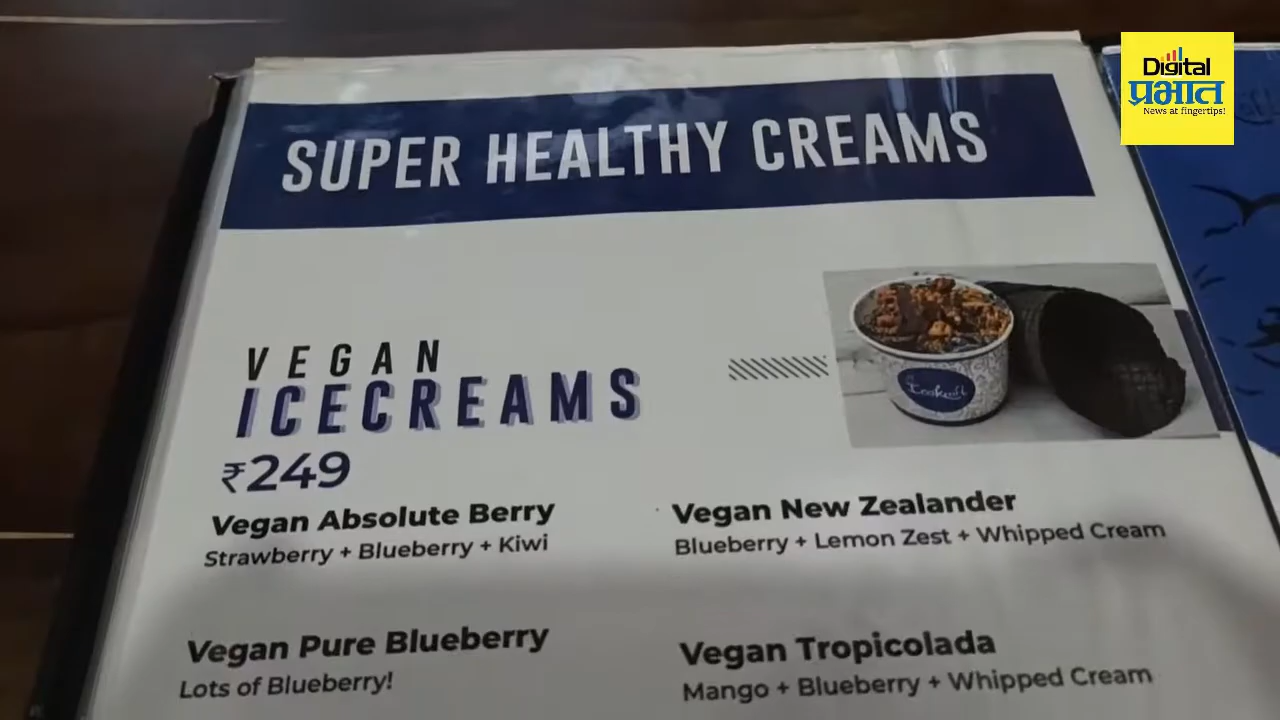 Digital
प्रभात
News at fingertips!
SUPER HEALTHY CREAMS
VEGAN
ICECREAMS
₹249
Vegan Absolute Berry
Strawberry + Blueberry + Kiwi
Vegan New Zealander
Blueberry + Lemon Zest + Whipped Cream
Vegan Pure Blueberry
Lots of Blueberry!
Vegan Tropicolada
Mango + Blueberry + Whipped Cream